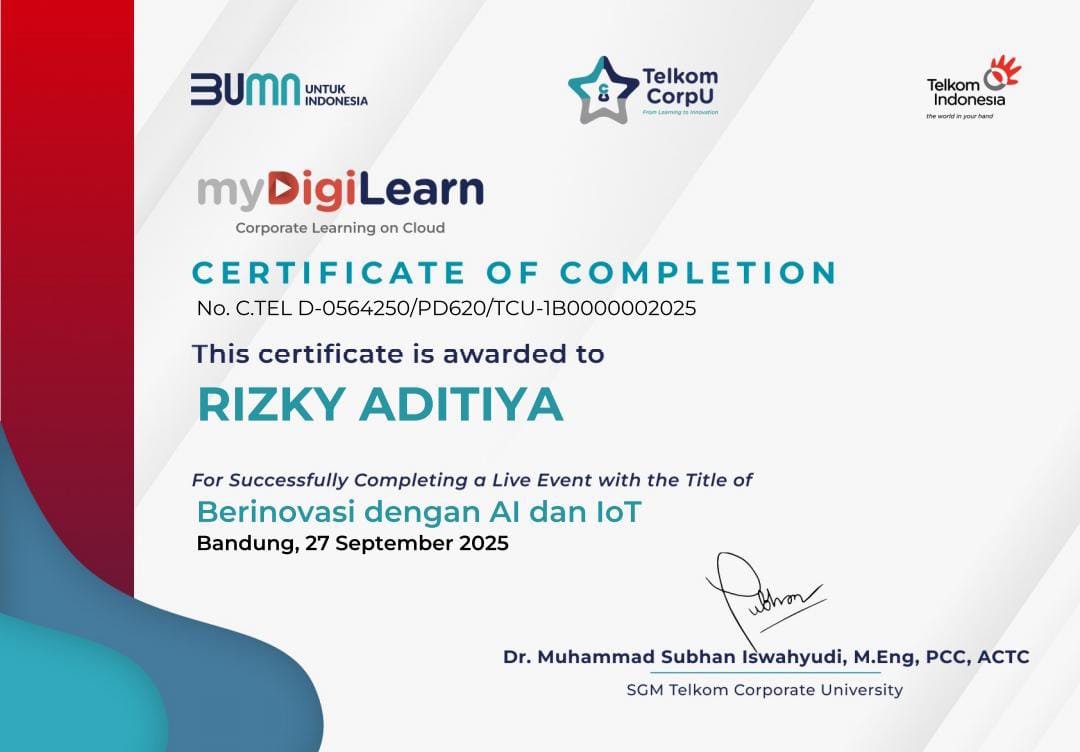 BUMN UNTUK INDONESIA
Telkom CorpU
From Learning to Innovation
Telkom Indonesia
the world in your hand
myDigiLearn
Corporate Learning on Cloud
CERTIFICATE OF COMPLETION
No. C.TEL D-0564250/PD620/TCU-1B0000002025
This certificate is awarded to
RIZKY ADITIYA
For Successfully Completing a Live Event with the Title of
Berinovasi dengan AI dan IoT
Bandung, 27 September 2025
Dr. Muhammad Subhan Iswahyudi, M.Eng, PCC, ACTC
SGM Telkom Corporate University